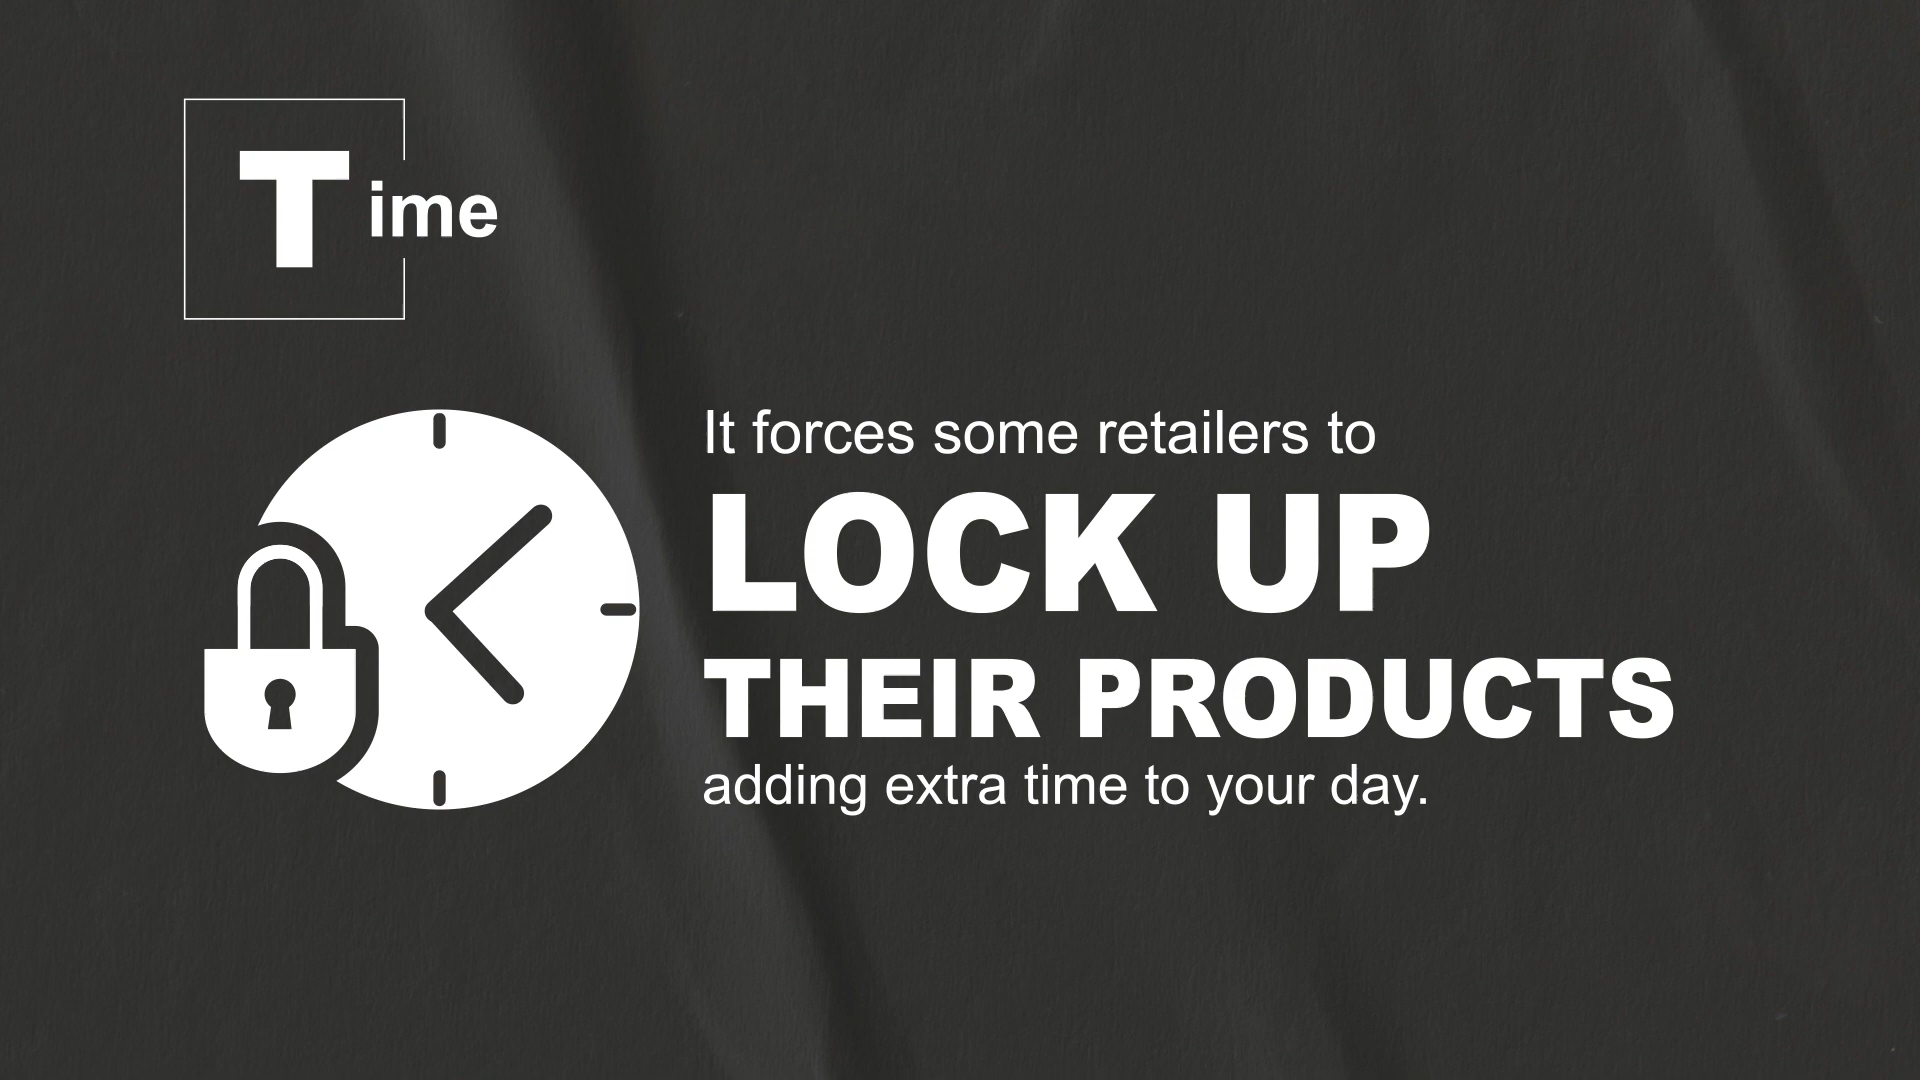 Time
It forces some retailers to
LOCK UP
THEIR PRODUCTS
adding extra time to your day.